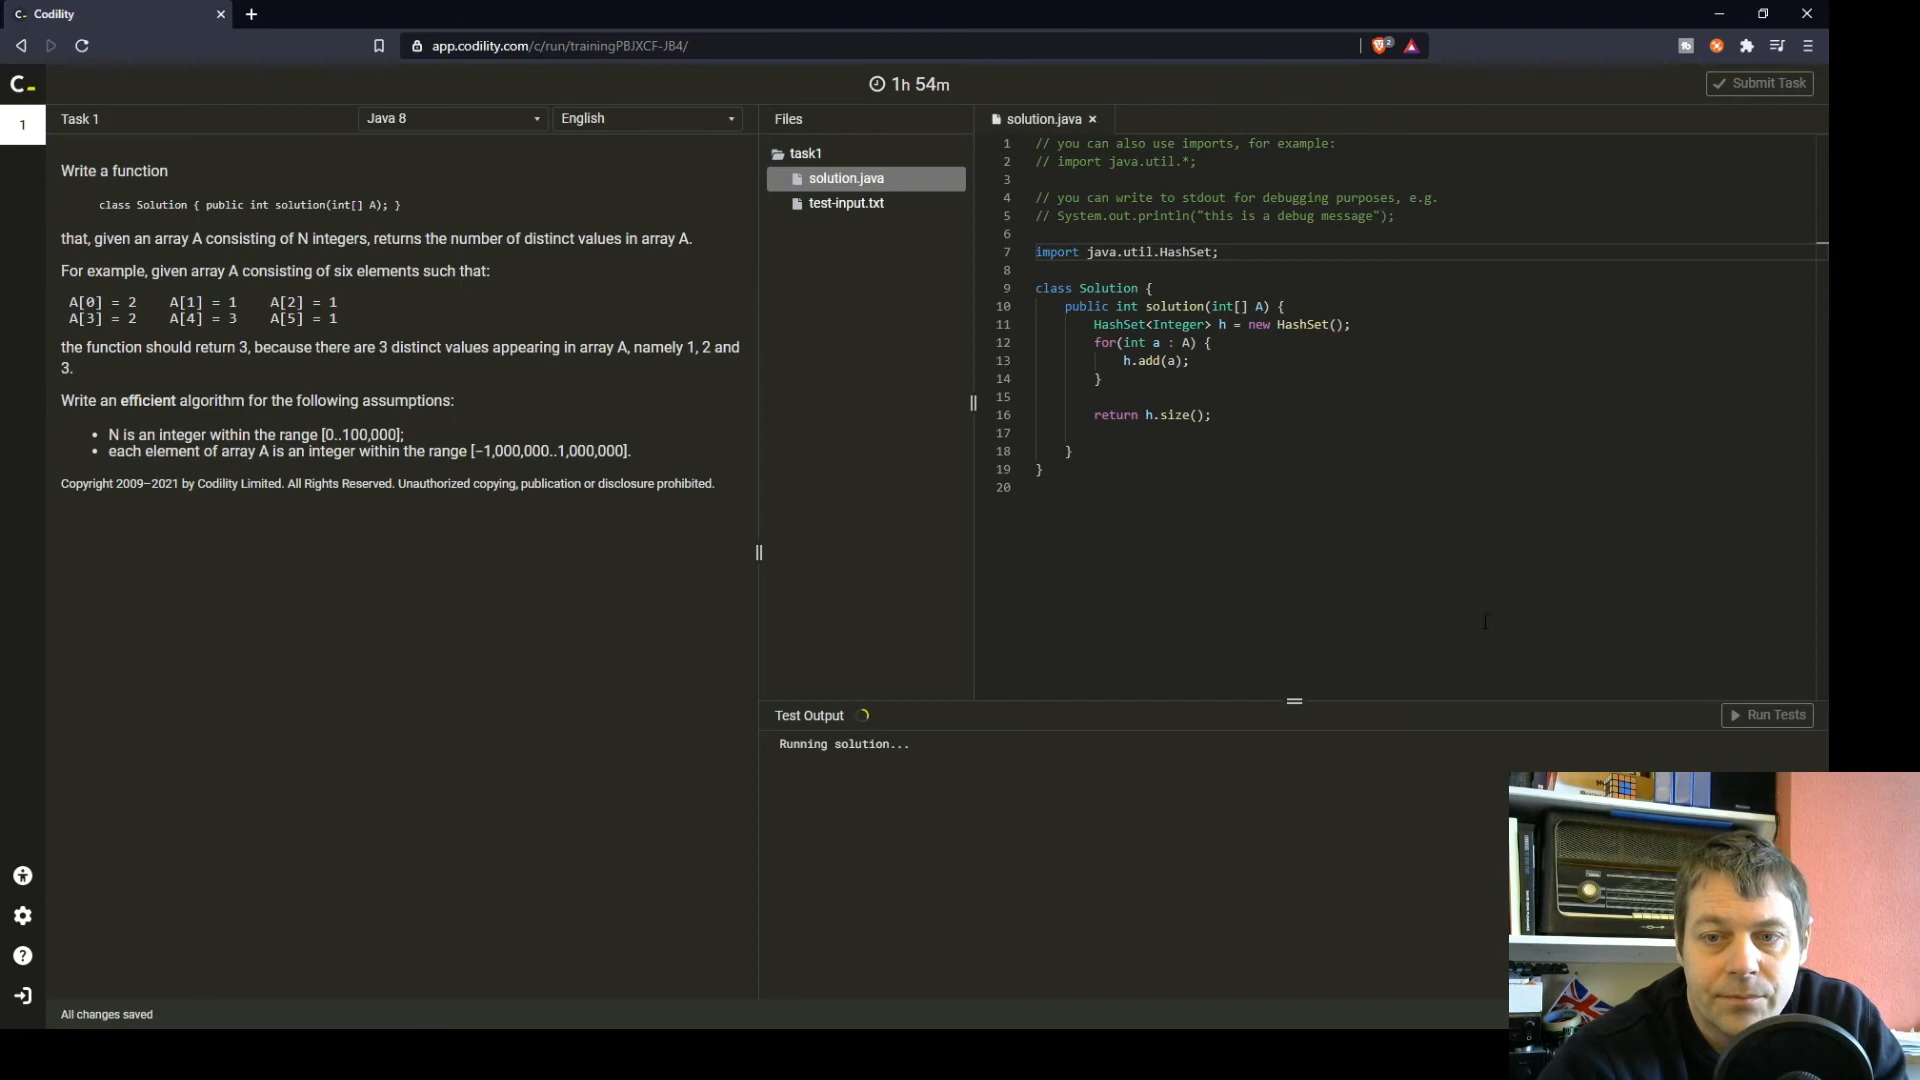 C_ Codility × +
app.codility.com/c/run/trainingPBJXCF-JB4/
2
C_
1h 54m
Submit Task
1
Task 1
Java 8
English
Files
solution.java ×
Write a function
class Solution { public int solution(int[] A); }
that, given an array A consisting of N integers, returns the number of distinct values in array A.
For example, given array A consisting of six elements such that:
A[0] = 2 A[1] = 1 A[2] = 1
A[3] = 2 A[4] = 3 A[5] = 1
the function should return 3, because there are 3 distinct values appearing in array A, namely 1, 2 and
3.
Write an efficient algorithm for the following assumptions:
• N is an integer within the range [0..100,000];
• each element of array A is an integer within the range [−1,000,000..1,000,000].
Copyright 2009–2021 by Codility Limited. All Rights Reserved. Unauthorized copying, publication or disclosure prohibited.
task1
solution.java
test-input.txt
1 // you can also use imports, for example:
2 // import java.util.*;
3
4 // you can write to stdout for debugging purposes, e.g.
5 // System.out.println("this is a debug message");
6
7 import java.util.HashSet;
8
9 class Solution {
10 public int solution(int[] A) {
11 HashSet<Integer> h = new HashSet();
12 for(int a : A) {
13 h.add(a);
14 }
15
16 return h.size();
17
18 }
19 }
20
Test Output
Run Tests
Running solution...
?
All changes saved